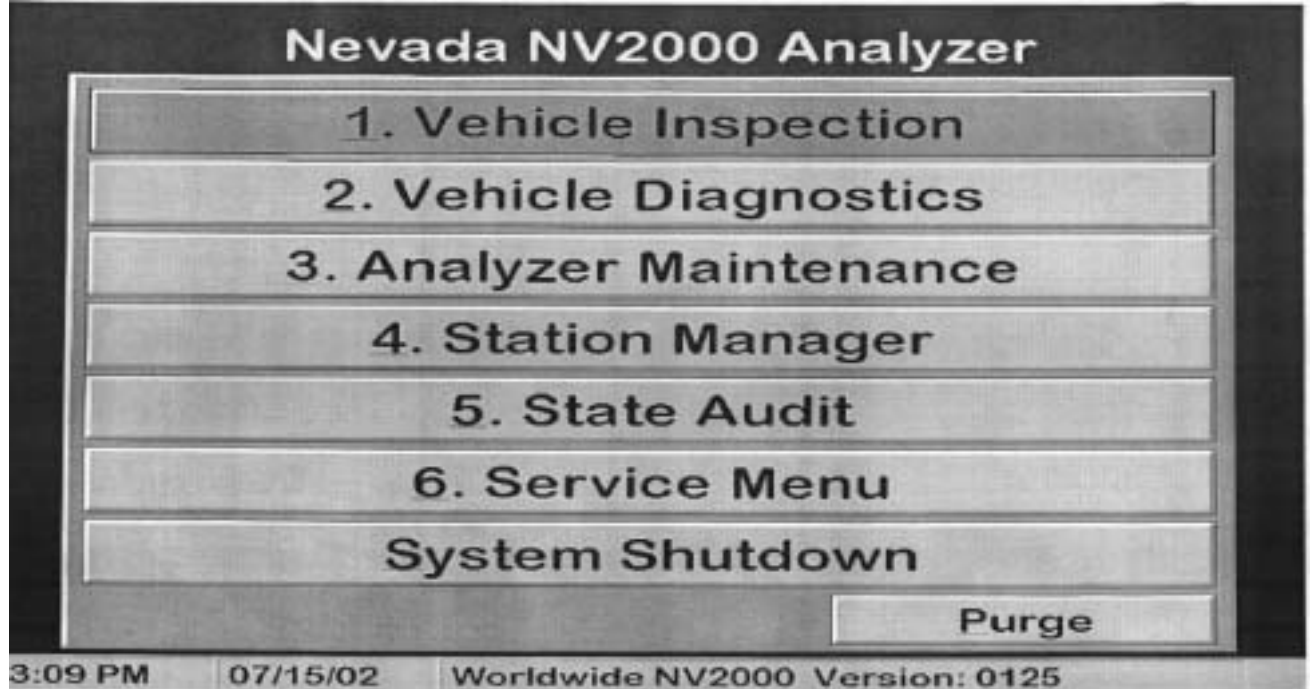 Nevada NV2000 Analyzer
1. Vehicle Inspection
2. Vehicle Diagnostics
3. Analyzer Maintenance
4. Station Manager
5. State Audit
6. Service Menu
System Shutdown
Purge
3:09 PM 07/15/02 Worldwide NV2000 Version: 0125